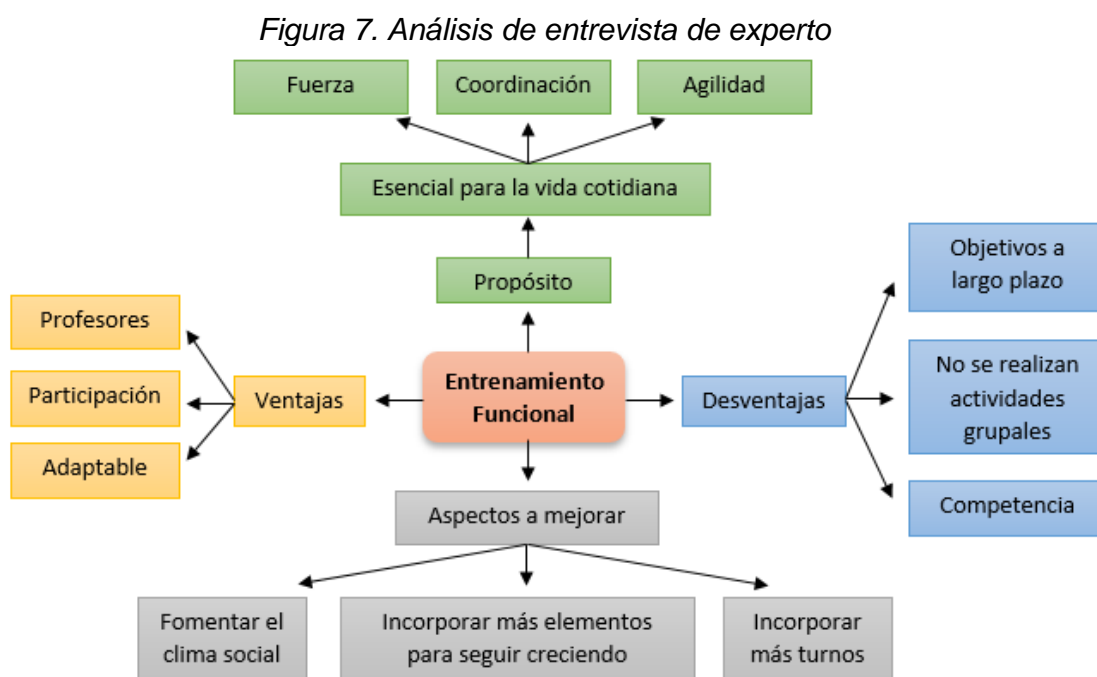 Figura 7. Análisis de entrevista de experto
Fuerza
Coordinación
Agilidad
Esencial para la vida cotidiana
Propósito
Profesores
Participación
Adaptable
Ventajas
Entrenamiento
Funcional
Desventajas
Objetivos a
largo plazo
No se realizan
actividades
grupales
Competencia
Aspectos a mejorar
Fomentar el
clima social
Incorporar más elementos
para seguir creciendo
Incorporar
más turnos